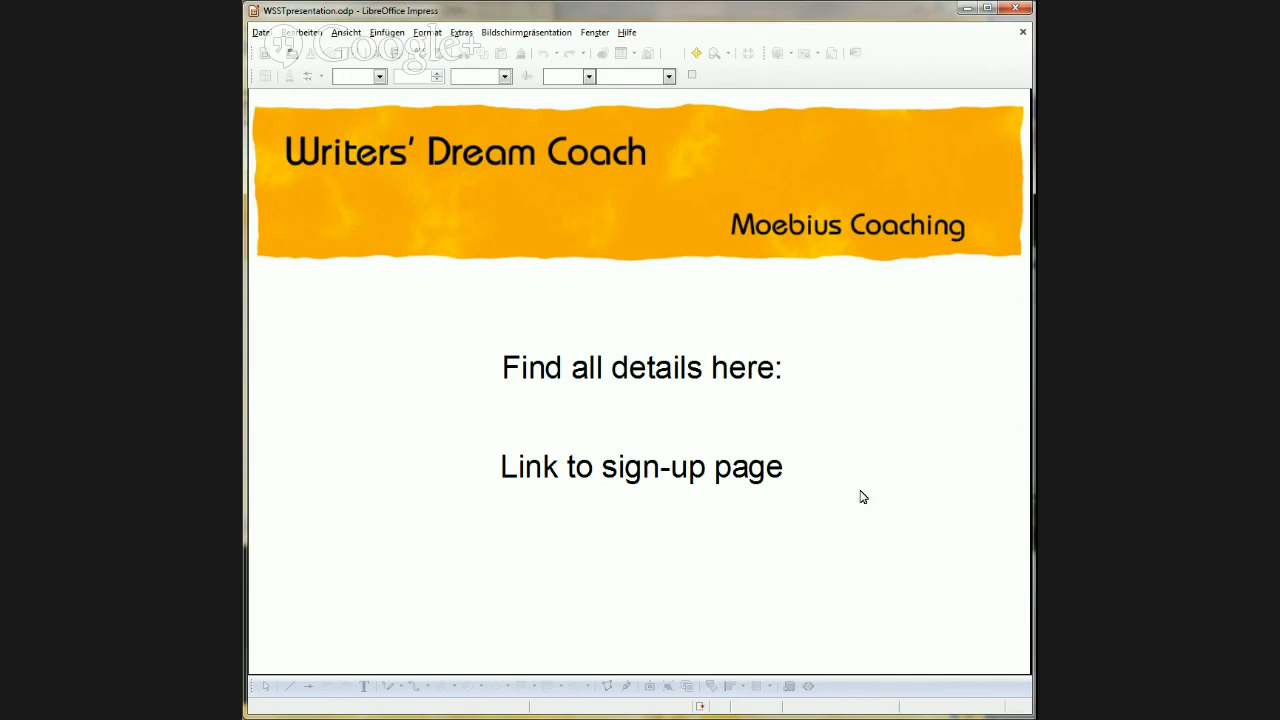 WSSTpresentation.odp - LibreOffice Impress
Datei Bearbeiten Ansicht Einfügen Format Extras Bildschirmpräsentation Fenster Hilfe
Google+
Writers’ Dream Coach
Moebius Coaching
Find all details here:
Link to sign-up page